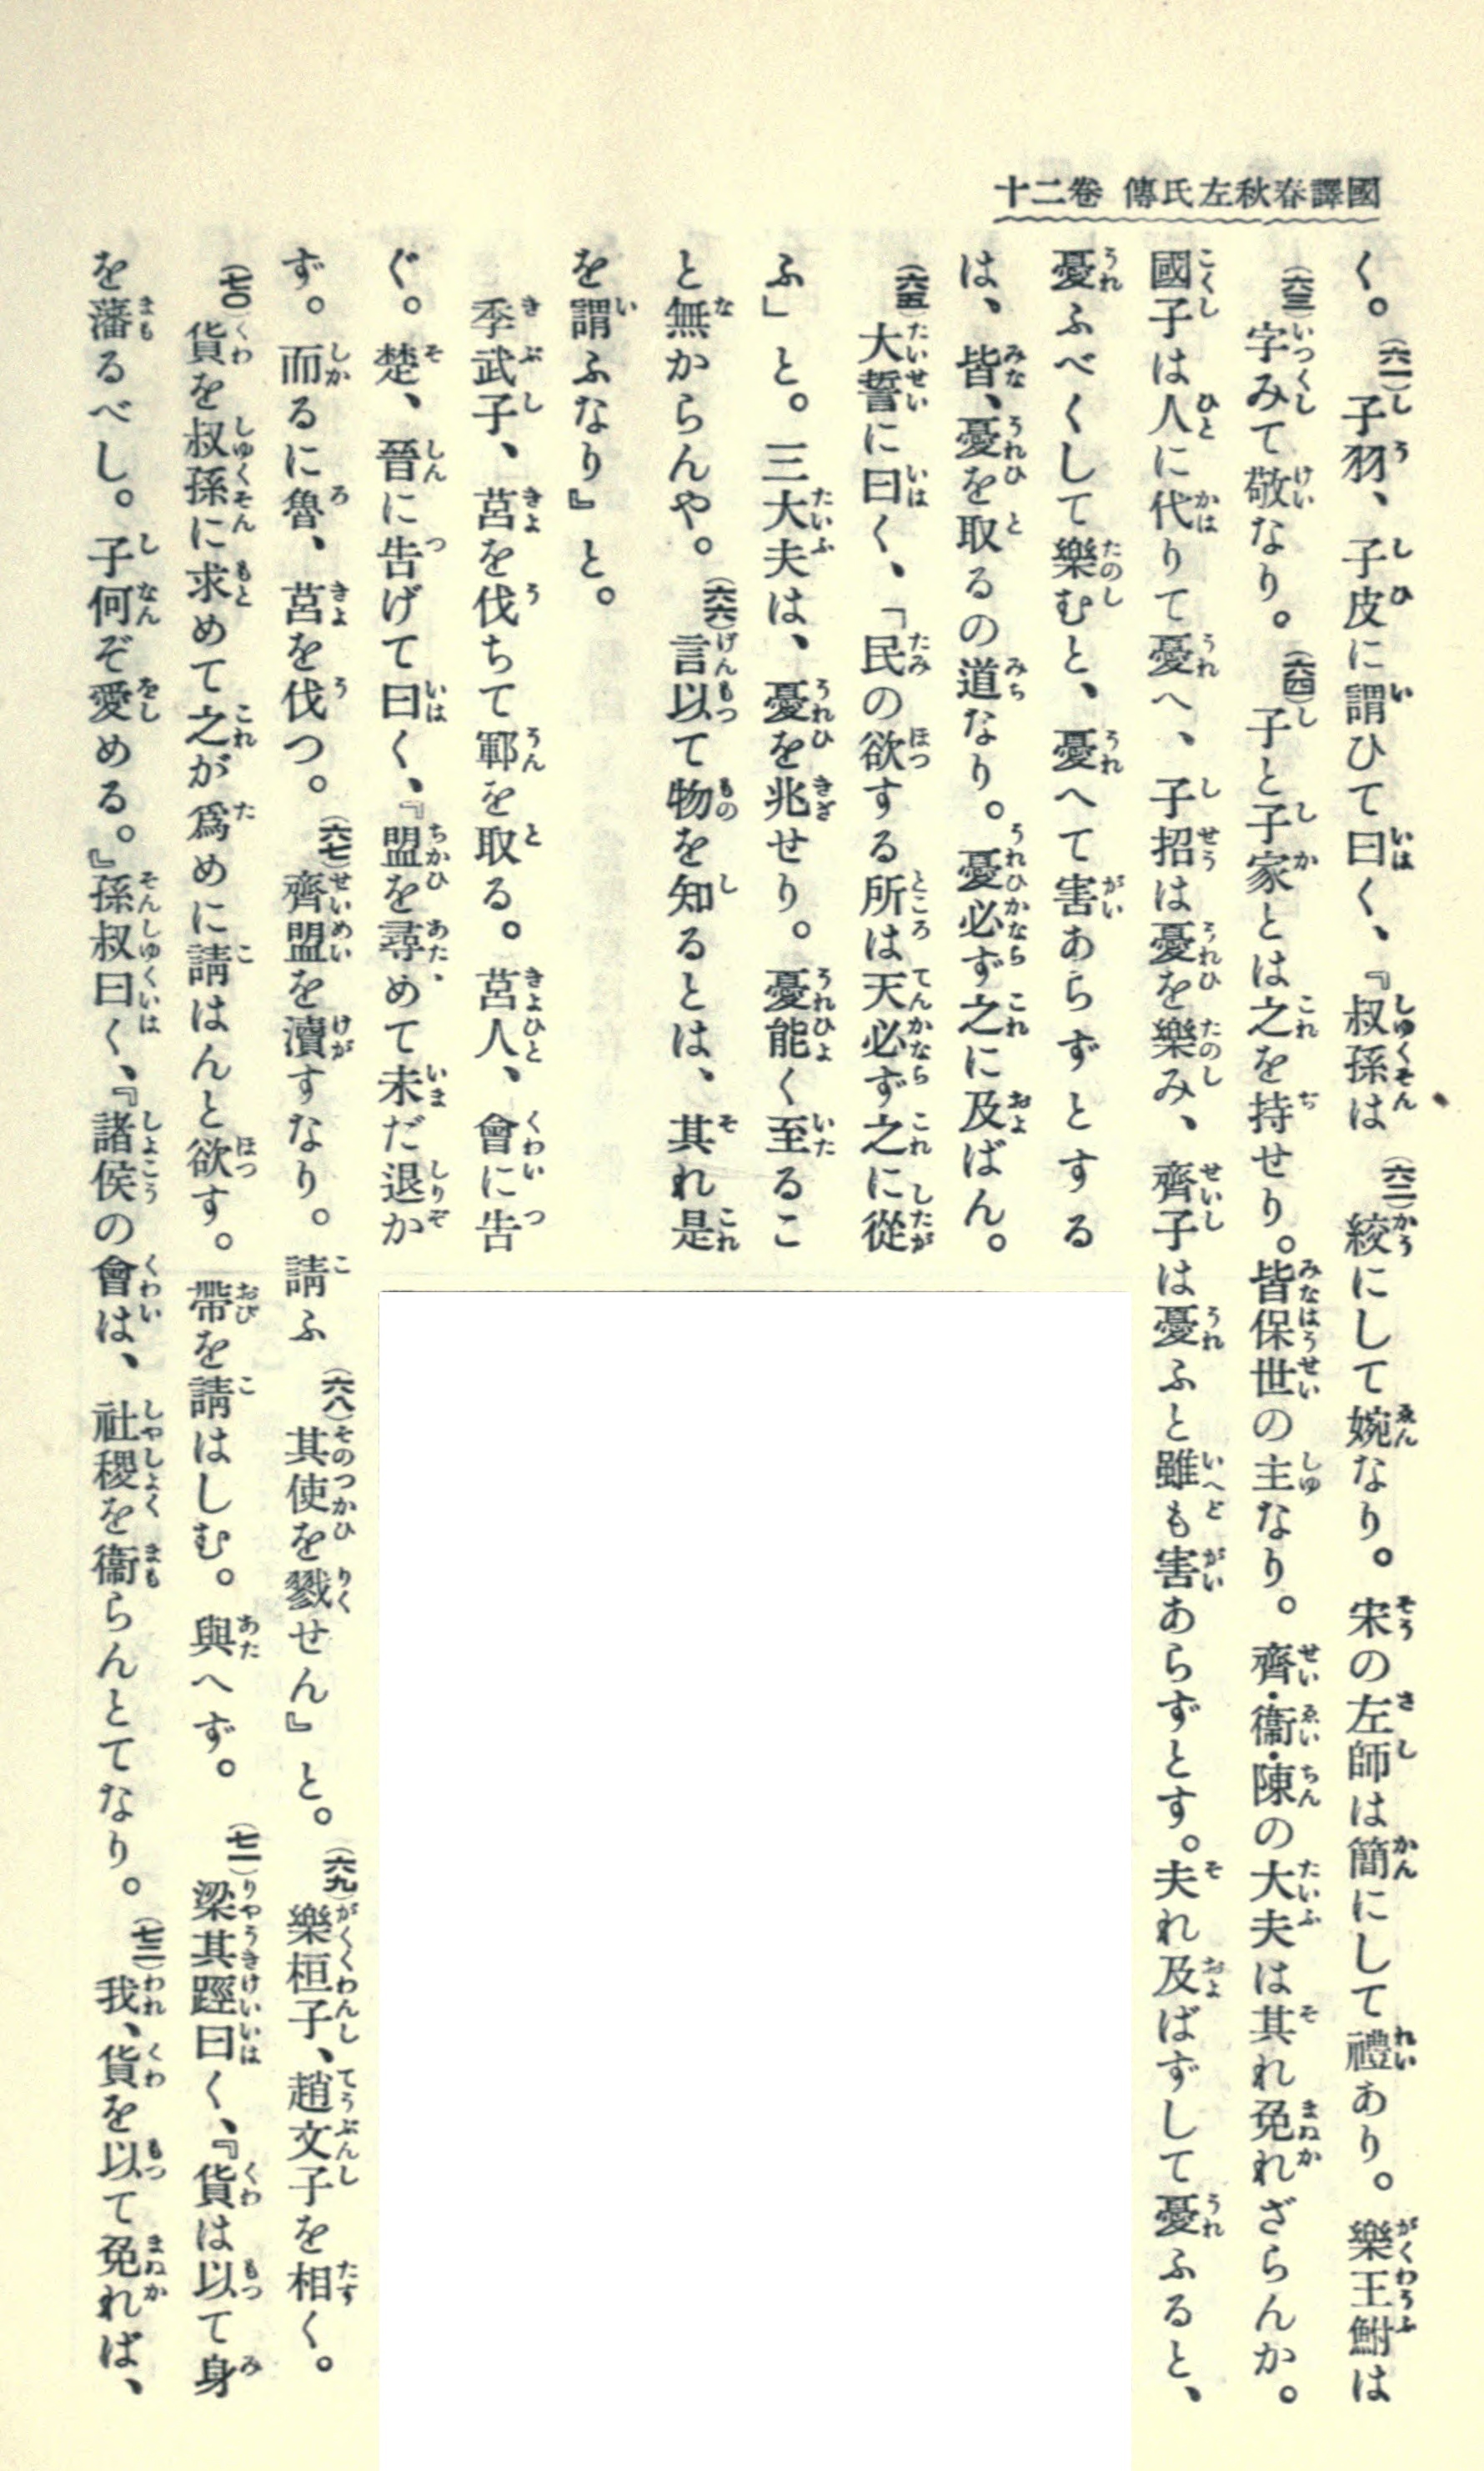 國譯春秋左氏傳 卷二十
く。(六一)子羽、子皮に謂ひて曰く、『叔孫は(六二)絞にして婉なり。宋の左師は簡にして禮あり。樂王鮒は
(六三)字みて敬なり。(六四)子と子家とは之を持せり。皆保世の主なり。齊・衞・陳の大夫は其れ免れざらんか。
國子は人に代りて憂へ、子招は憂を樂み、齊子は憂ふと雖も害あらずとす。夫れ及ばずして憂ふると、
憂ふべくして樂むと、憂へて害あらずとする
は、皆、憂を取るの道なり。憂必ず之に及ばん。
(六五)大誓に曰く、「民の欲する所は天必ず之に從
ふ」と。三大夫は、憂を兆せり。憂能く至るこ
と無からんや。(六六)言以て物を知るとは、其れ是
を謂ふなり』と。
季武子、莒を伐ちて鄆を取る。莒人、會に告
ぐ。楚、晉に告げて曰く、『盟を尋めて未だ退か
ず。而るに魯、莒を伐つ。(六七)齊盟を瀆すなり。請ふ(六八)其使を戮せん』と。(六九)樂桓子、趙文子を相く。
(七〇)貨を叔孫に求めて之が爲めに請はんと欲す。帶を請はしむ。與へず。(七一)梁其踁曰く、『貨は以て身
を藩るべし。子何ぞ愛める。』孫叔曰く、『諸侯の會は、社稷を衞らんとてなり。(七二)我、貨を以て免れば、